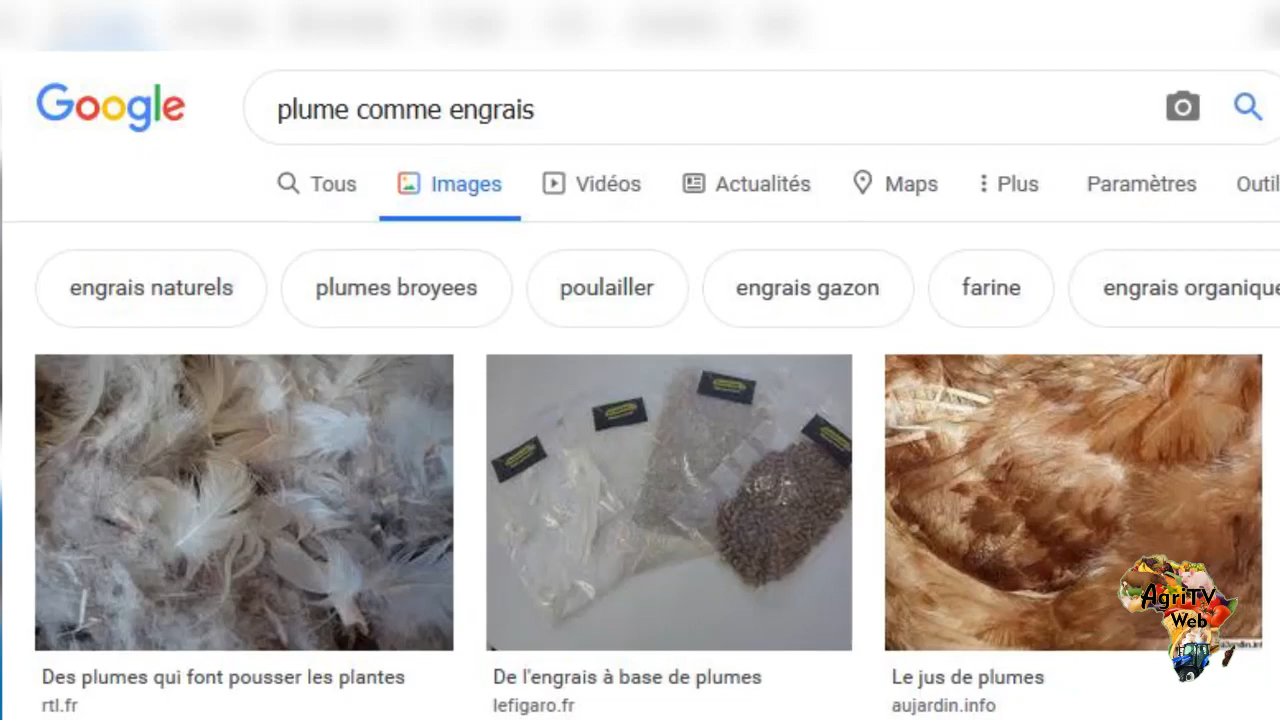 Google
plume comme engrais
Tous Images Vidéos Actualités Maps Plus Paramètres Outil
engrais naturels plumes broyees poulailler engrais gazon farine engrais organique
AgriTV
Web
Des plumes qui font pousser les plantes De l'engrais à base de plumes Le jus de plumes
rtl.fr lefigaro.fr aujardin.info